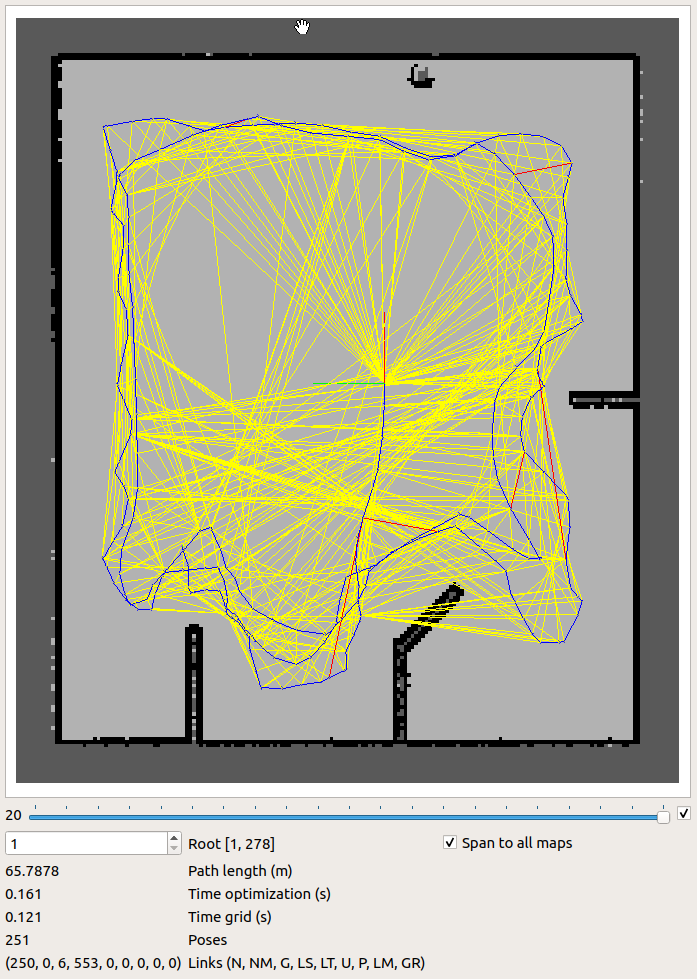 20
1 Root [1, 278] Span to all maps
65.7878 Path length (m)
0.161 Time optimization (s)
0.121 Time grid (s)
251 Poses
(250, 0, 6, 553, 0, 0, 0, 0, 0) Links (N, NM, G, LS, LT, U, P, LM, GR)